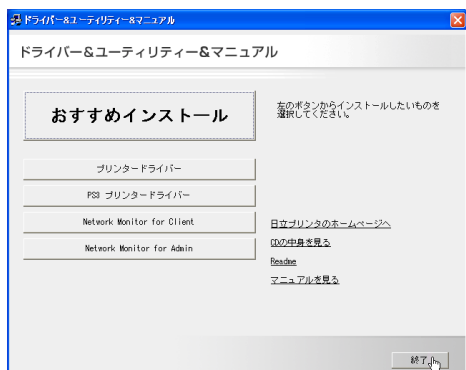 ドライバー&ユーティリティー&マニュアル
ドライバー&ユーティリティー&マニュアル
おすすめインストール
左のボタンからインストールしたいものを
選択してください。
プリンタードライバー
PS3 プリンタードライバー
Network Monitor for Client
Network Monitor for Admin
日立プリンタのホームページへ
CDの中身を見る
Readme
マニュアルを見る
終了